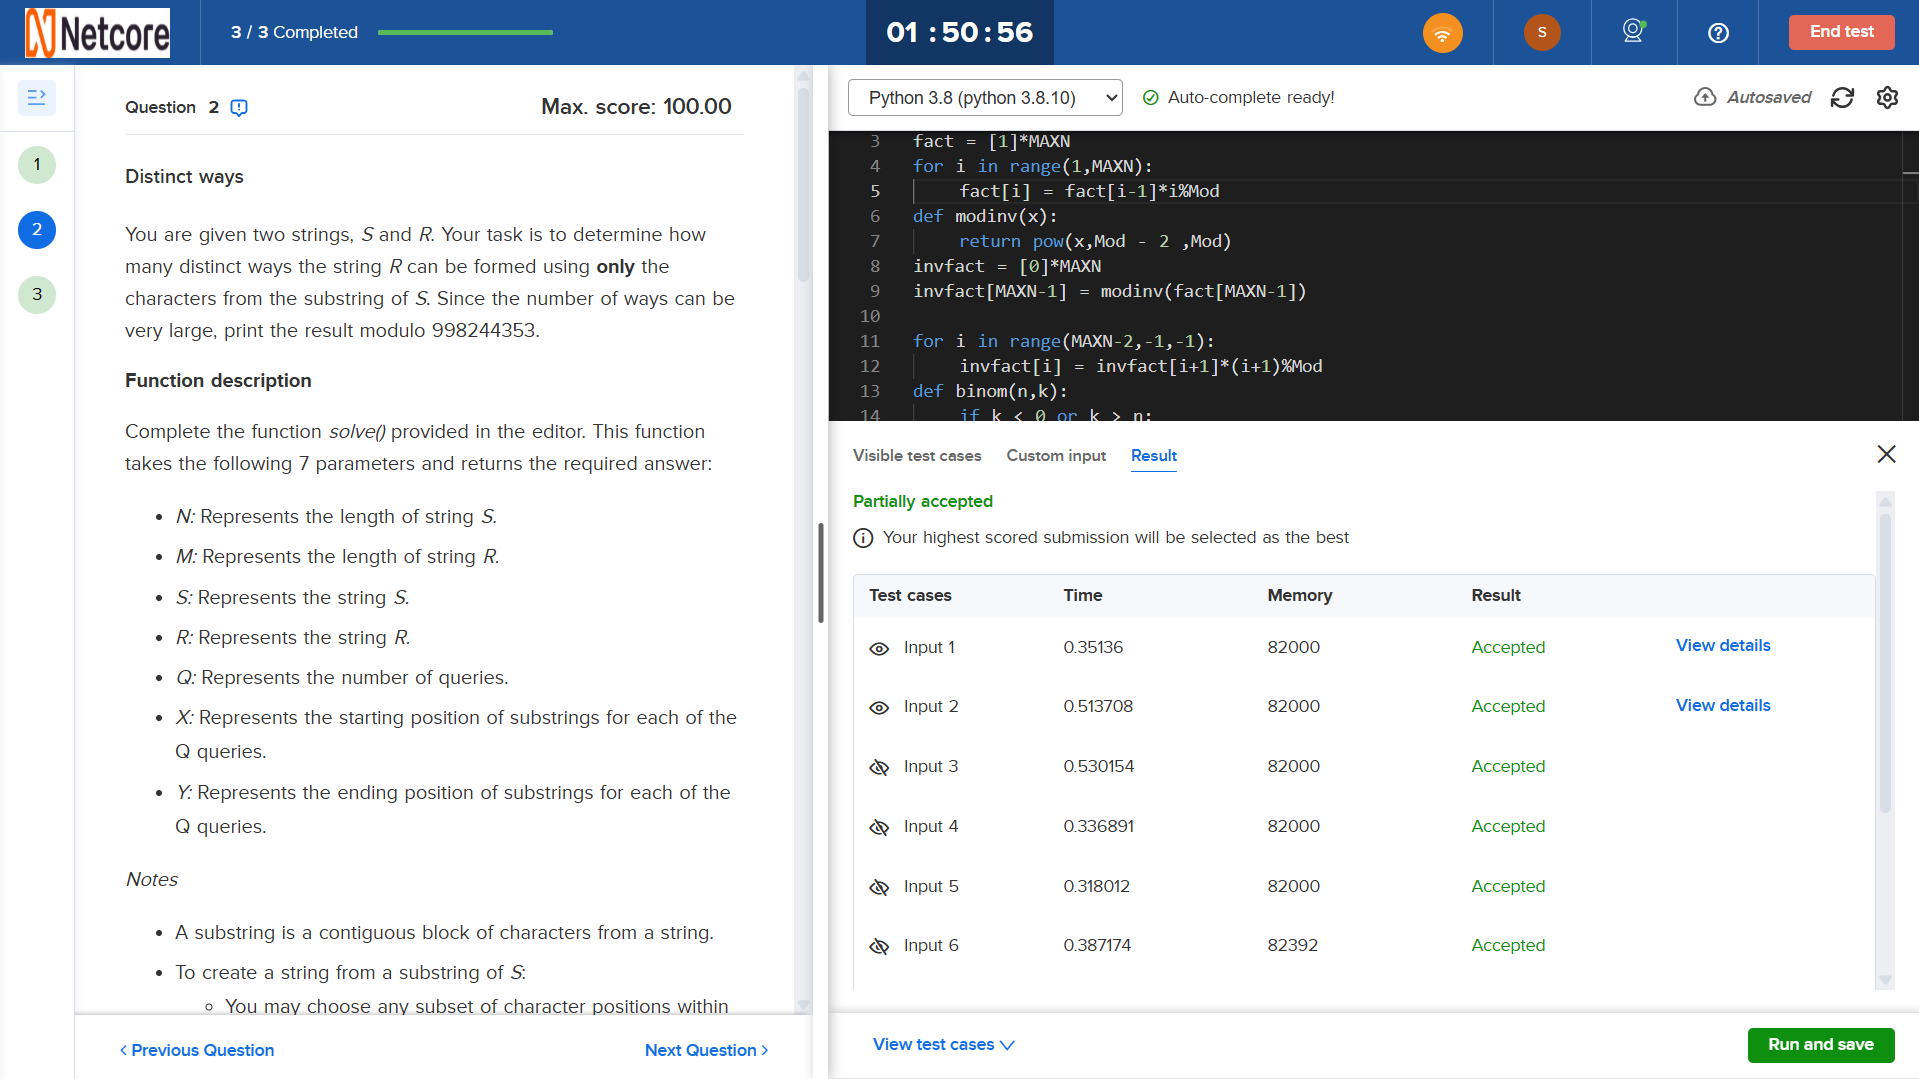 Netcore
3 / 3 Completed
01 : 50 : 56
S
End test
1
2
3
Question 2
Max. score: 100.00
Distinct ways
You are given two strings, S and R. Your task is to determine how
many distinct ways the string R can be formed using only the
characters from the substring of S. Since the number of ways can be
very large, print the result modulo 998244353.
Function description
Complete the function solve() provided in the editor. This function
takes the following 7 parameters and returns the required answer:
• N: Represents the length of string S.
• M: Represents the length of string R.
• S: Represents the string S.
• R: Represents the string R.
• Q: Represents the number of queries.
• X: Represents the starting position of substrings for each of the
Q queries.
• Y: Represents the ending position of substrings for each of the
Q queries.
Notes
• A substring is a contiguous block of characters from a string.
• To create a string from a substring of S:
◦ You may choose any subset of character positions within
< Previous Question
Next Question >
Python 3.8 (python 3.8.10)
Auto-complete ready!
Autosaved
3 fact = [1]*MAXN
4 for i in range(1,MAXN):
5 fact[i] = fact[i-1]*i%Mod
6 def modinv(x):
7 return pow(x,Mod - 2 ,Mod)
8 invfact = [0]*MAXN
9 invfact[MAXN-1] = modinv(fact[MAXN-1])
10
11 for i in range(MAXN-2,-1,-1):
12 invfact[i] = invfact[i+1]*(i+1)%Mod
13 def binom(n,k):
14 if k < 0 or k > n:
Visible test cases
Custom input
Result
Partially accepted
Your highest scored submission will be selected as the best
Test cases Time Memory Result
Input 1 0.35136 82000 Accepted View details
Input 2 0.513708 82000 Accepted View details
Input 3 0.530154 82000 Accepted
Input 4 0.336891 82000 Accepted
Input 5 0.318012 82000 Accepted
Input 6 0.387174 82392 Accepted
View test cases
Run and save